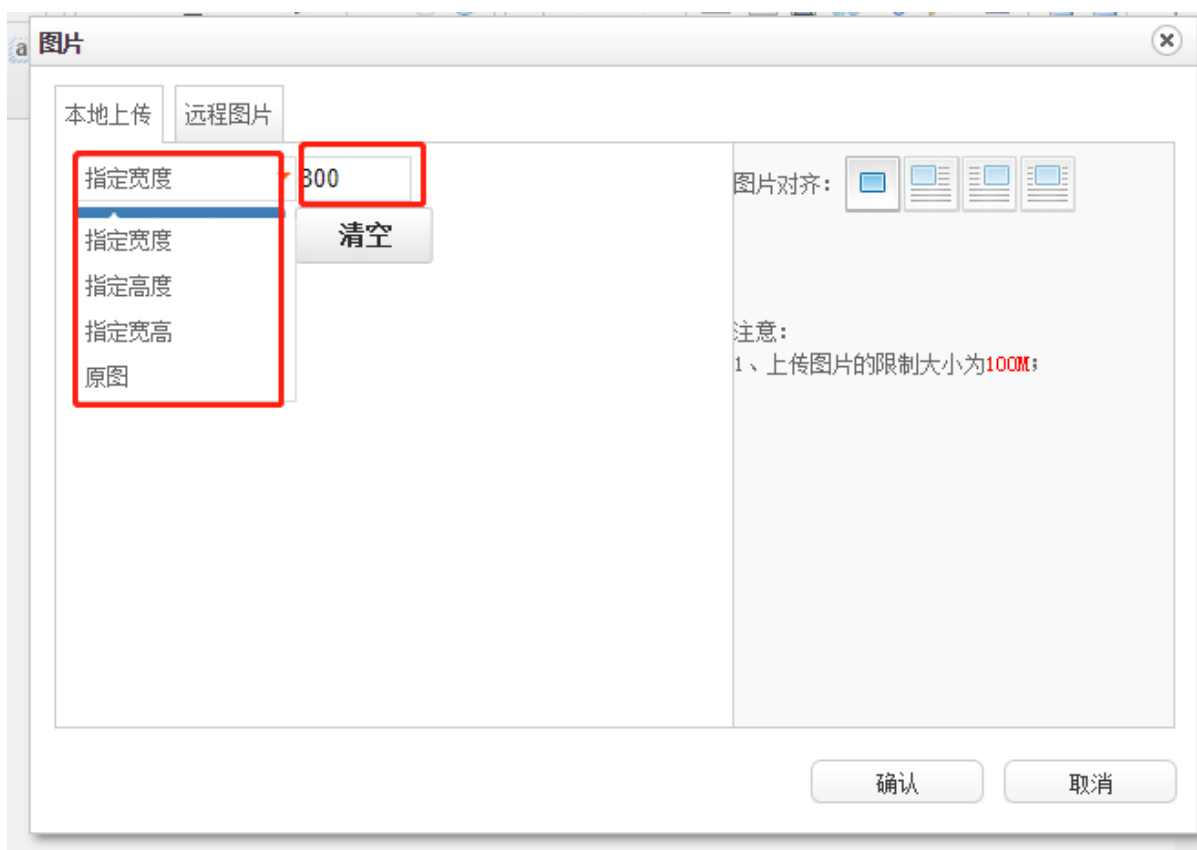 a
图片
本地上传
远程图片
指定宽度
300
图片对齐：
指定宽度
清空
指定高度
指定宽高
注意：
原图
1、上传图片的限制大小为100M；
确认
取消